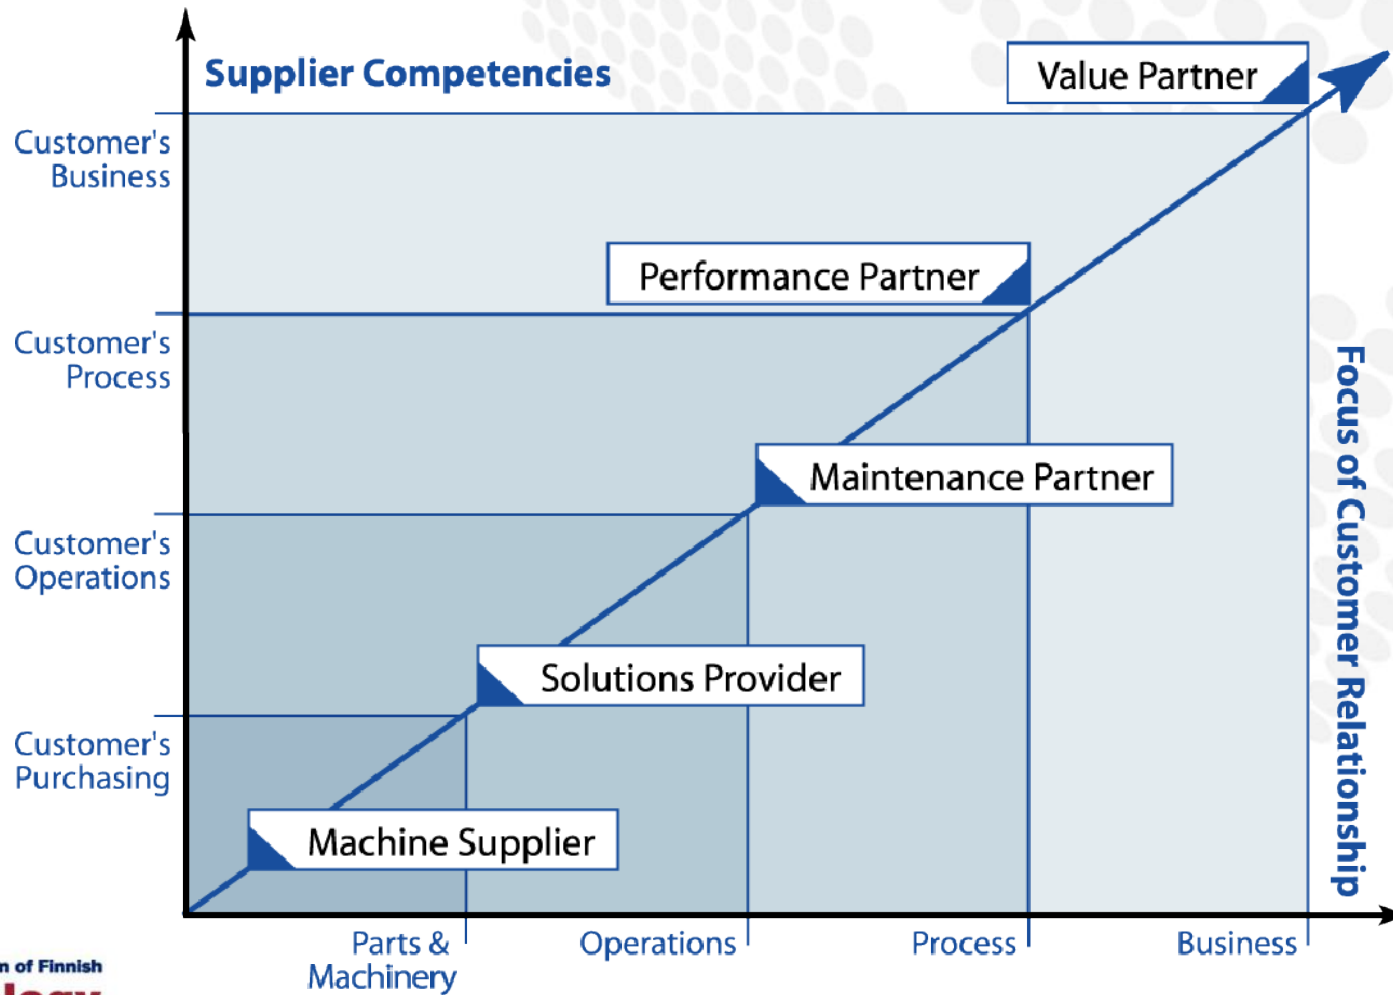 Supplier Competencies
Value Partner
Customer's
Business
Performance Partner
Customer's
Process
Focus of Customer Relationship
Maintenance Partner
Customer's
Operations
Solutions Provider
Customer's
Purchasing
Machine Supplier
Parts &
Machinery
Operations
Process
Business
of Finnish